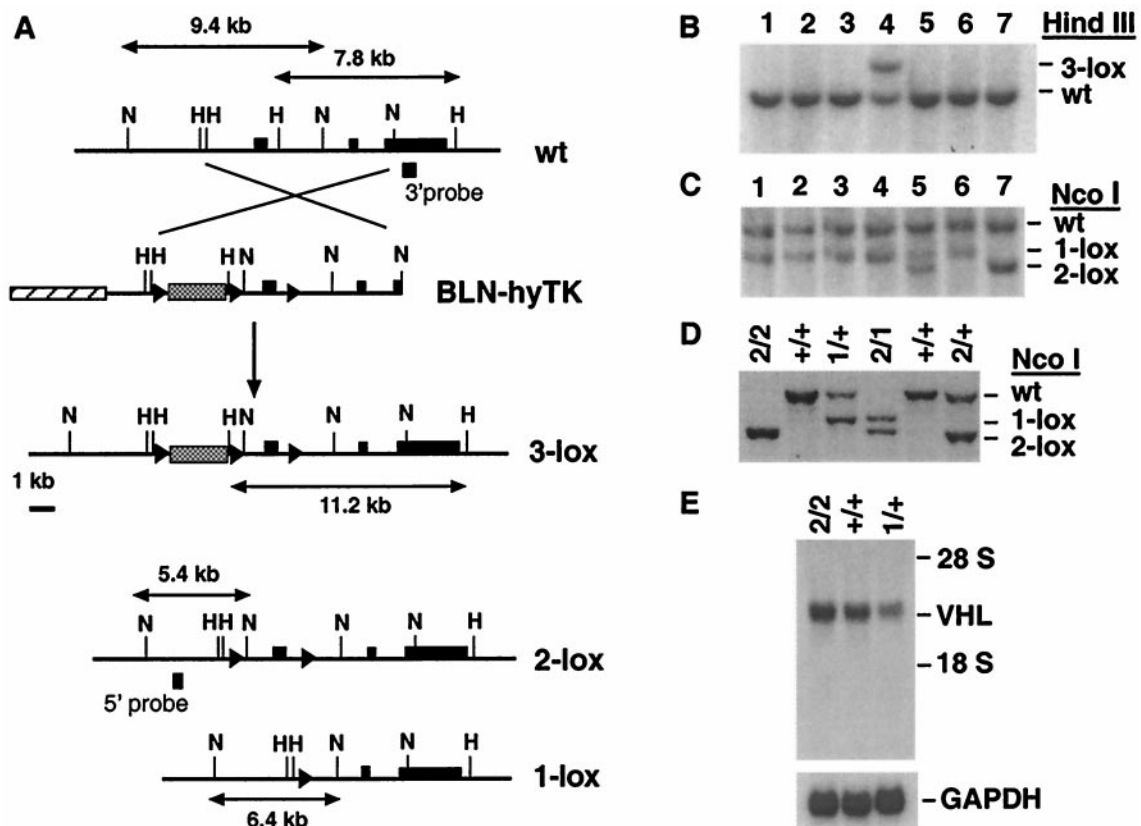 A
9.4 kb
7.8 kb
N HH H N N H
wt
3'probe
HH HN N N
BLN-hyTK
N HH HN N N H
3-lox
1 kb
11.2 kb
5.4 kb
N HH N N N H
2-lox
5' probe
N HH N N H
1-lox
6.4 kb
B 1 2 3 4 5 6 7 Hind III
3-lox
wt
C 1 2 3 4 5 6 7 Nco I
wt
1-lox
2-lox
D 2/2 +/+ 1/+ 2/1 +/+ 2/+ Nco I
wt
1-lox
2-lox
E 2/2 +/+ 1/+
28 S
VHL
18 S
GAPDH